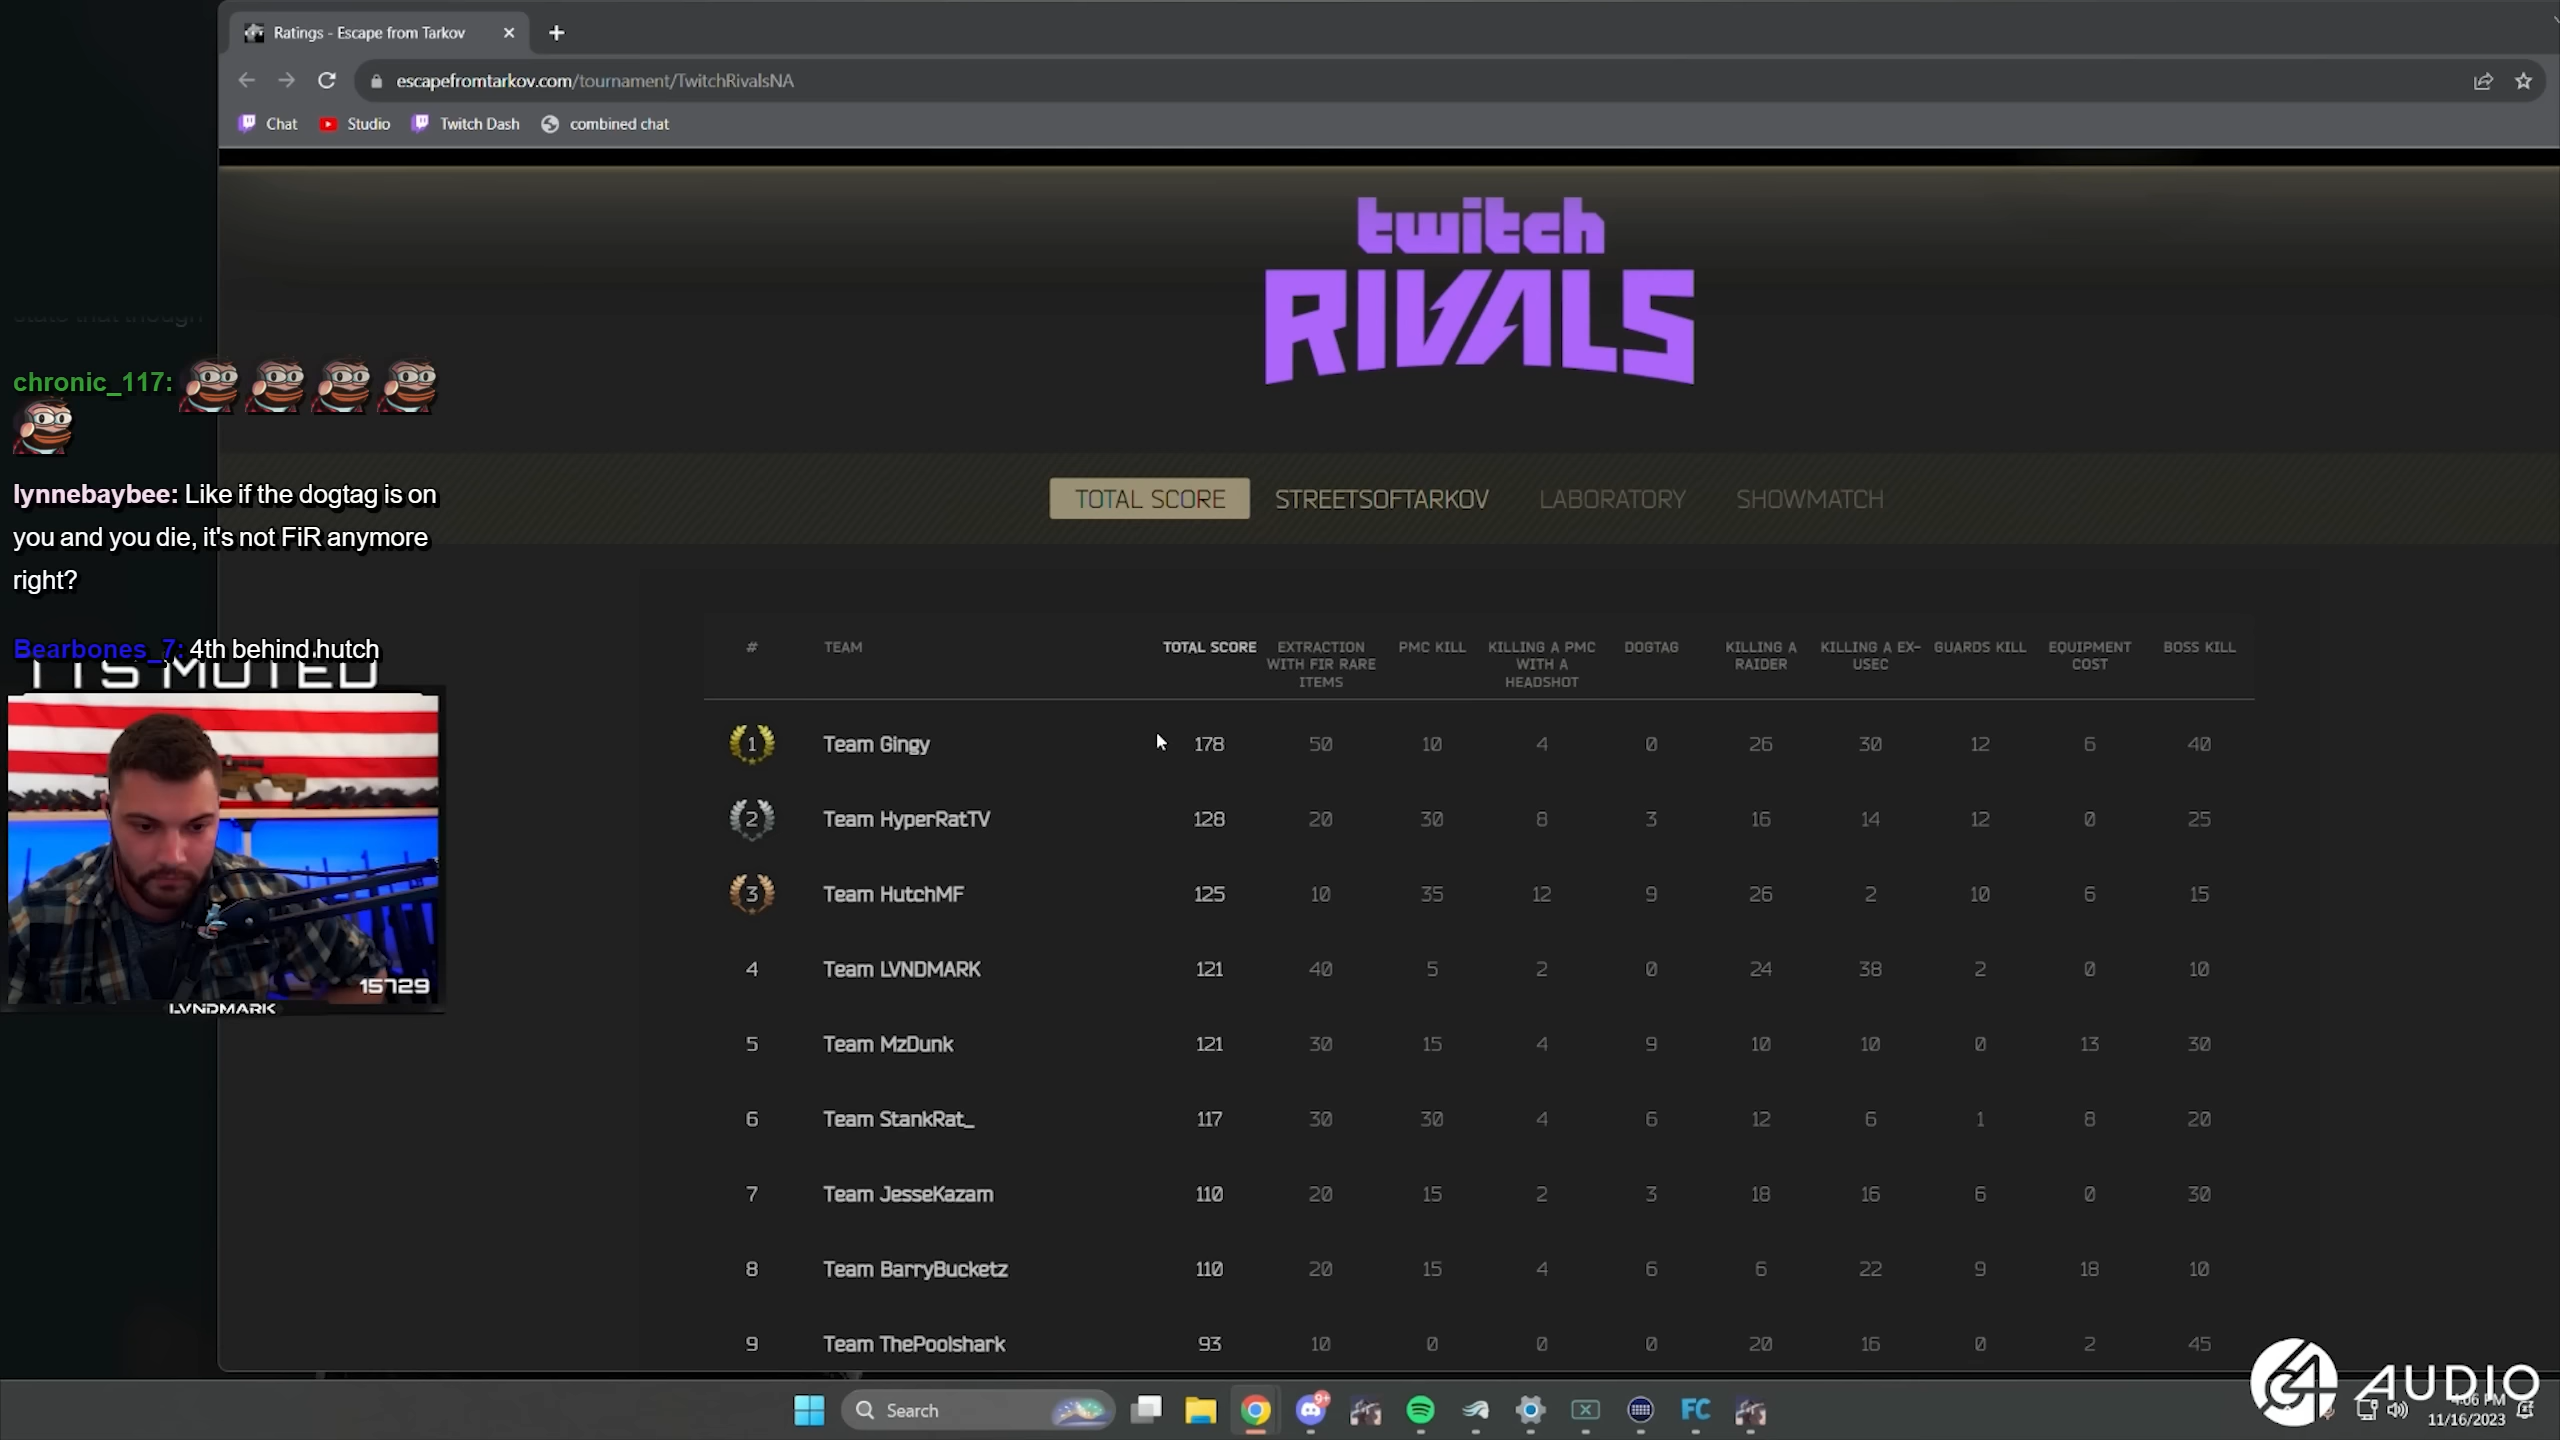 Ratings - Escape from Tarkov
escapefromtarkov.com/tournament/TwitchRivalsNA
Chat Studio Twitch Dash combined chat
twitch
RIVALS
TOTAL SCORE STREETSOFTARKOV LABORATORY SHOWMATCH
chronic_117:
lynnebaybee: Like if the dogtag is on
you and you die, it's not FiR anymore
right?
Bearbones_7: 4th behind hutch
TTS MUTED
15729
LVNDMARK
# TEAM TOTAL SCORE EXTRACTION WITH FIR RARE ITEMS PMC KILL KILLING A PMC WITH A HEADSHOT DOGTAG KILLING A RAIDER KILLING A EX-USEC GUARDS KILL EQUIPMENT COST BOSS KILL
1 Team Gingy 178 50 10 4 0 26 30 12 6 40
2 Team HyperRatTV 128 20 30 8 3 16 14 12 0 25
3 Team HutchMF 125 10 35 12 9 26 2 10 6 15
4 Team LVNDMARK 121 40 5 2 0 24 38 2 0 10
5 Team MzDunk 121 30 15 4 9 10 10 0 13 30
6 Team StankRat_ 117 30 30 4 6 12 6 1 8 20
7 Team JesseKazam 110 20 15 2 3 18 16 6 0 30
8 Team BarryBucketz 110 20 15 4 6 6 22 9 18 10
9 Team ThePoolshark 93 10 0 0 0 20 16 0 2 45
Search
9+
FC
AUDIO
4:06 PM
11/16/2023